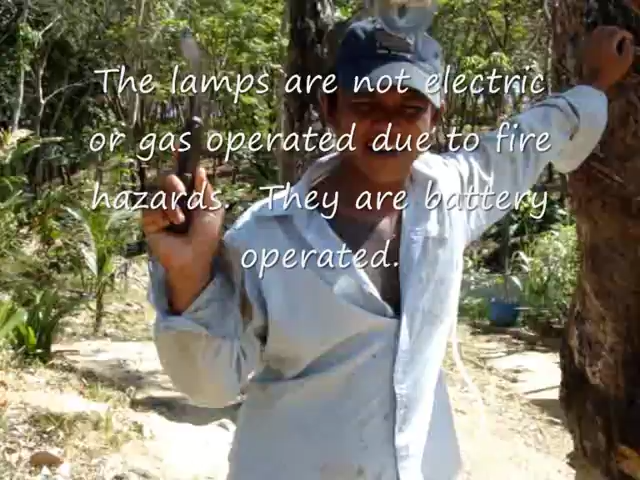 The lamps are not electric
or gas operated due to fire
hazards. They are battery
operated.